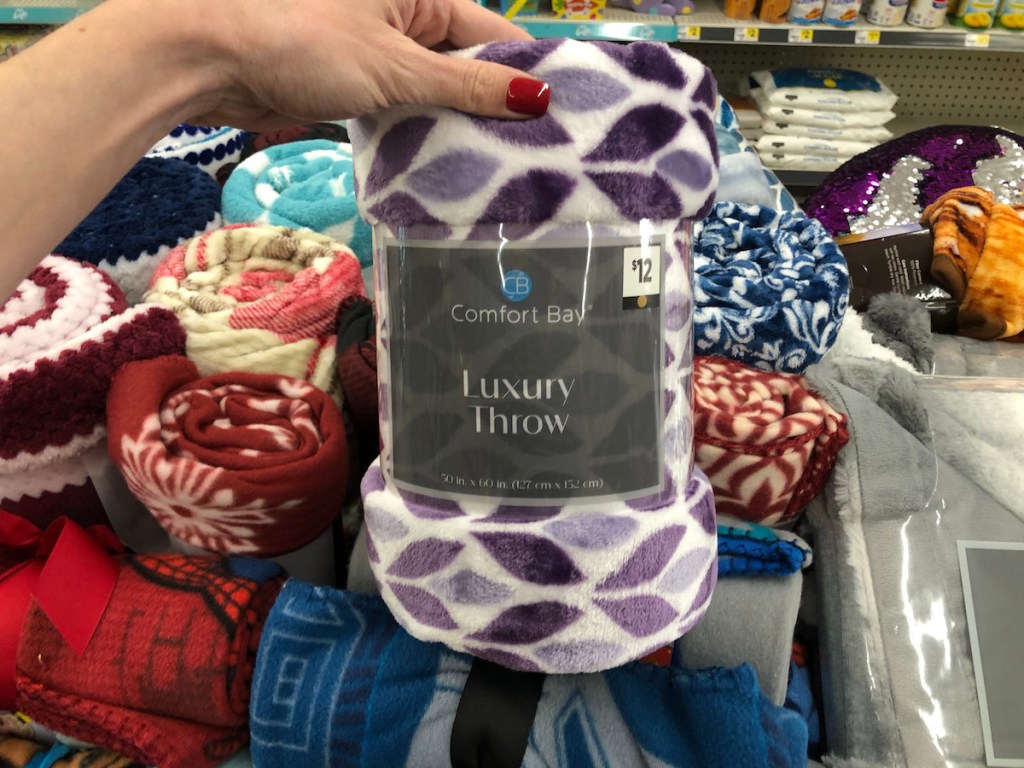 $12
CB
Comfort Bay®
Luxury
Throw
50 in. x 60 in. (127 cm x 152 cm)